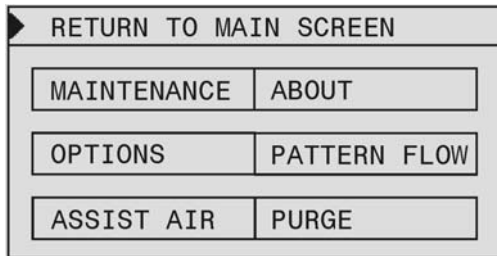 RETURN TO MAIN SCREEN
MAINTENANCE ABOUT
OPTIONS PATTERN FLOW
ASSIST AIR PURGE